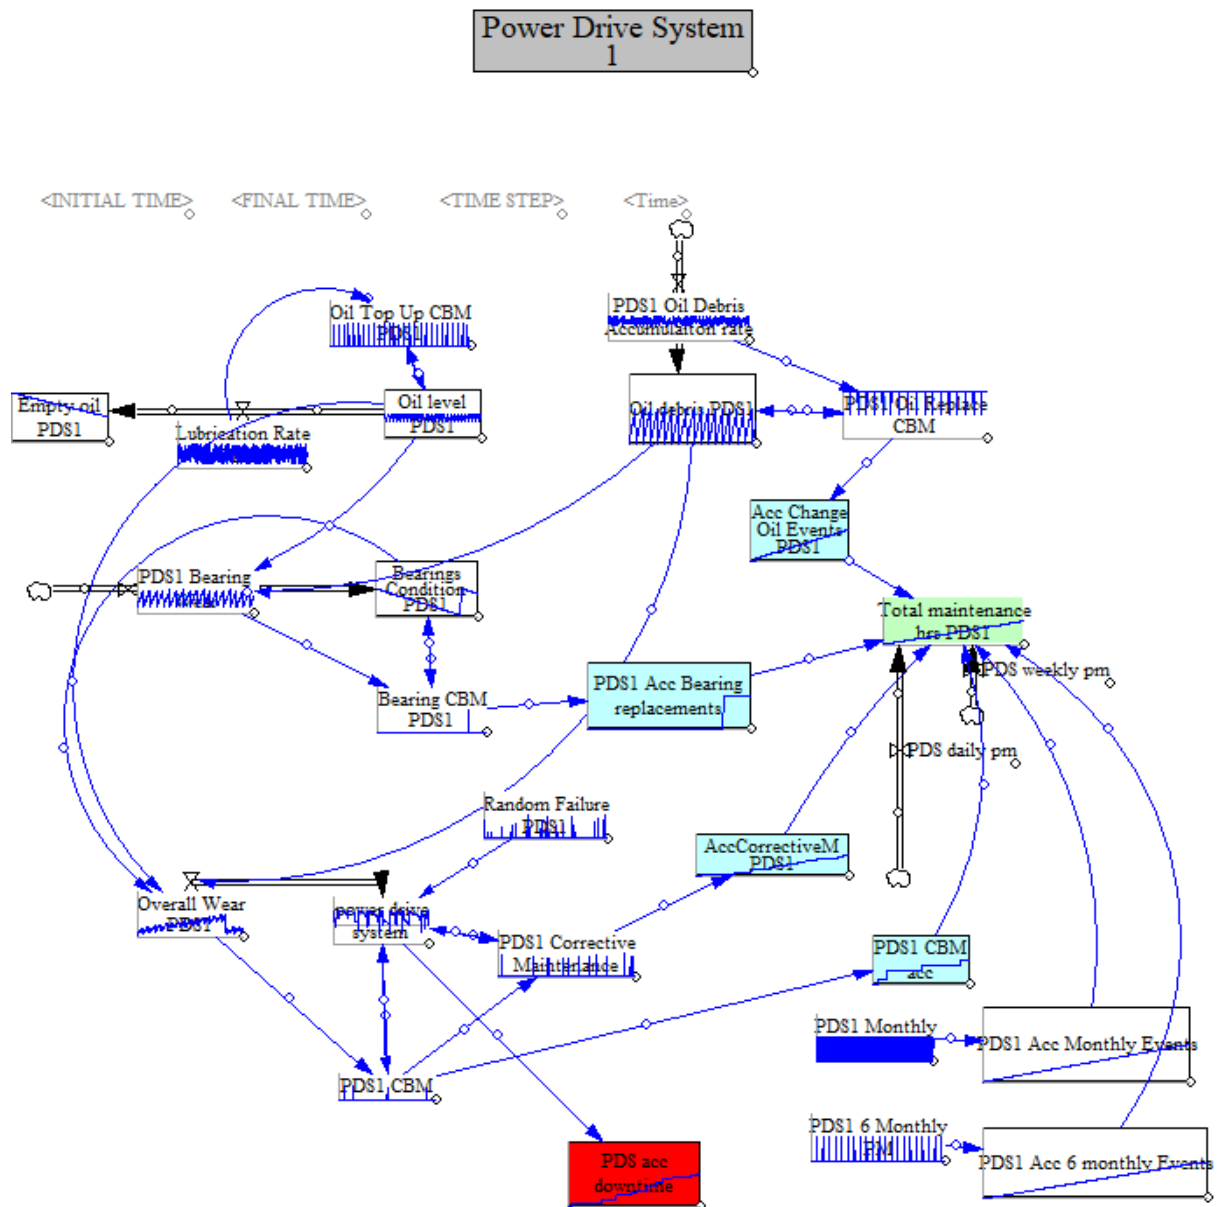 Power Drive System
1
<INITIAL TIME>
<FINAL TIME>
<TIME STEP>
<Time>
Oil Top Up CBM
PDS1
PDS1 Oil Debris
Accumulaiton rate
Empty oil
PDS1
Oil level
PDS1
Lubrication Rate
Oil debris PDS1
PDS1 Oil Replace
CBM
Acc Change
Oil Events
PDS1
PDS1 Bearing
Wear
Bearings
Condition
PDS1
Total maintenance
hrs PDS1
PDS weekly pm
Bearing CBM
PDS1
PDS1 Acc Bearing
replacements
PDS daily pm
Random Failure
PDS1
AccCorrectiveM
PDS1
Overall Wear
PDS1
power drive
system
PDS1 Corrective
Maintenance
PDS1 CBM
acc
PDS1 Monthly
PDS1 Acc Monthly Events
PDS1 CBM
PDS1 6 Monthly
PM
PDS1 Acc 6 monthly Events
PDS acc
downtime